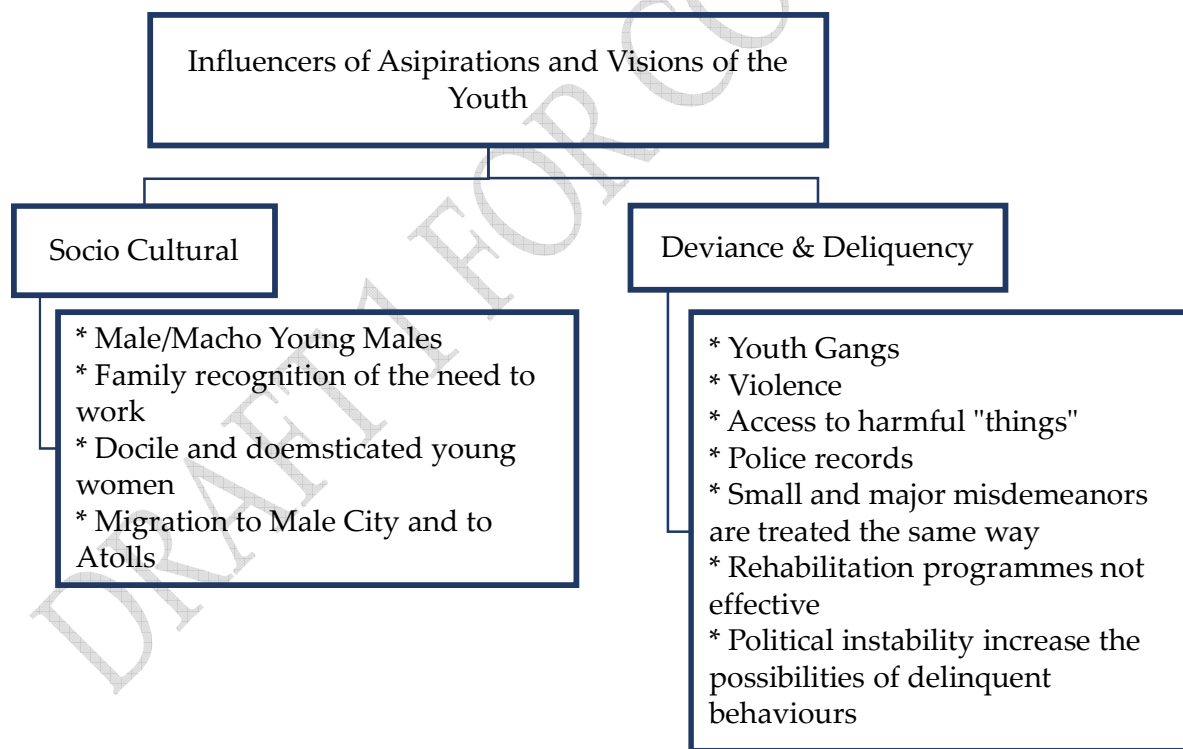 Influencers of Asipirations and Visions of the
Youth
Socio Cultural
* Male/Macho Young Males
* Family recognition of the need to
work
* Docile and doemsticated young
women
* Migration to Male City and to
Atolls
Deviance & Deliquency
* Youth Gangs
* Violence
* Access to harmful "things"
* Police records
* Small and major misdemeanors
are treated the same way
* Rehabilitation programmes not
effective
* Political instability increase the
possibilities of delinquent
behaviours
DRAFT 1 FOR CO